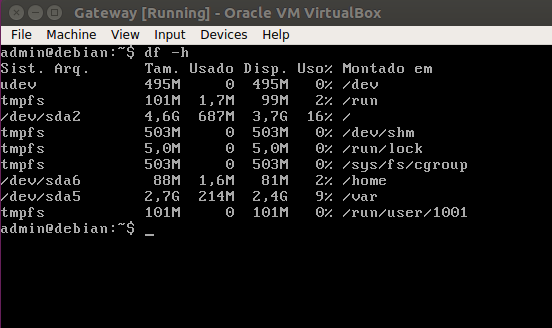 Gateway [Running] - Oracle VM VirtualBox
File Machine View Input Devices Help
admin@debian:~$ df -h
Sist. Arq. Tam. Usado Disp. Uso% Montado em
udev 495M 0 495M 0% /dev
tmpfs 101M 1,7M 99M 2% /run
/dev/sda2 4,6G 687M 3,7G 16% /
tmpfs 503M 0 503M 0% /dev/shm
tmpfs 5,0M 0 5,0M 0% /run/lock
tmpfs 503M 0 503M 0% /sys/fs/cgroup
/dev/sda6 88M 1,6M 81M 2% /home
/dev/sda5 2,7G 214M 2,4G 9% /var
tmpfs 101M 0 101M 0% /run/user/1001
admin@debian:~$ _